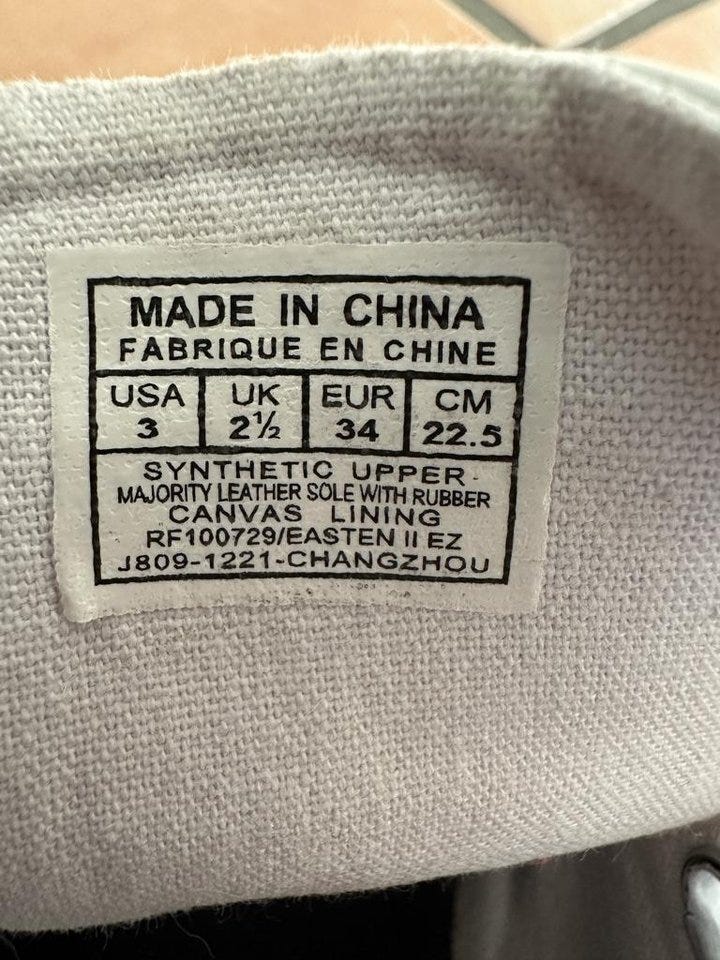 MADE IN CHINA
FABRIQUE EN CHINE
USA UK EUR CM
3 2½ 34 22.5
SYNTHETIC UPPER
MAJORITY LEATHER SOLE WITH RUBBER
CANVAS LINING
RF100729/EASTEN II EZ
J809-1221-CHANGZHOU